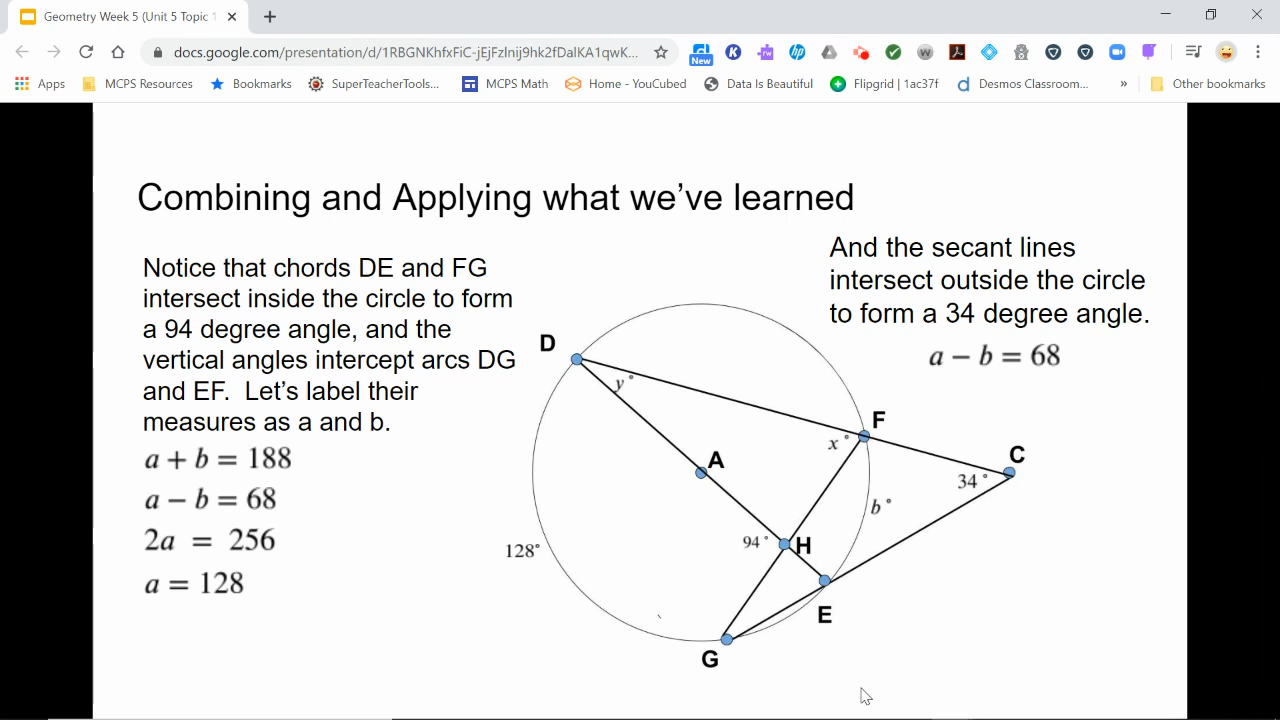 Geometry Week 5 (Unit 5 Topic 1
docs.google.com/presentation/d/1RBGNKhfxFiC-jEjFzInij9hk2fDalKA1qwK...
New
Apps MCPS Resources Bookmarks SuperTeacherTools... MCPS Math Home - YouCubed Data Is Beautiful Flipgrid | 1ac37f Desmos Classroom... » Other bookmarks
Combining and Applying what we've learned
Notice that chords DE and FG
intersect inside the circle to form
a 94 degree angle, and the
vertical angles intercept arcs DG
and EF. Let's label their
measures as a and b.
a + b = 188
a − b = 68
2a = 256
a = 128
And the secant lines
intersect outside the circle
to form a 34 degree angle.
a − b = 68
D
y°
F
x°
A
C
34°
b°
94°
H
128°
E
G